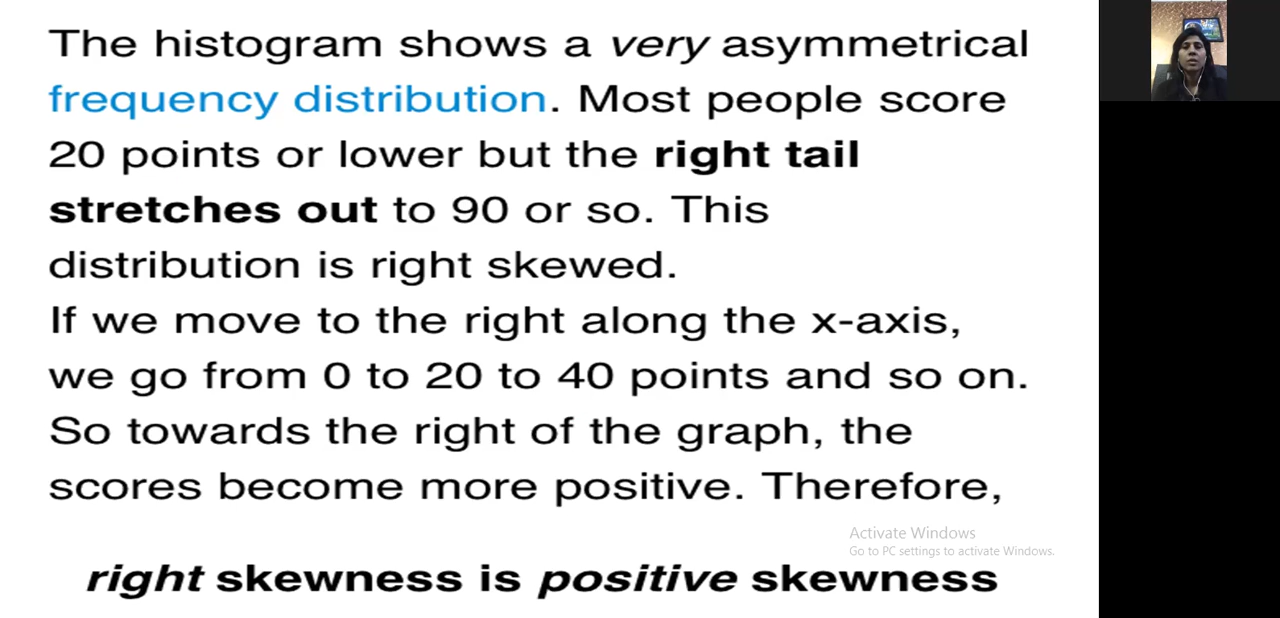 The histogram shows a very asymmetrical
frequency distribution. Most people score
20 points or lower but the right tail
stretches out to 90 or so. This
distribution is right skewed.
If we move to the right along the x-axis,
we go from 0 to 20 to 40 points and so on.
So towards the right of the graph, the
scores become more positive. Therefore,
Activate Windows
Go to PC settings to activate Windows.
right skewness is positive skewness